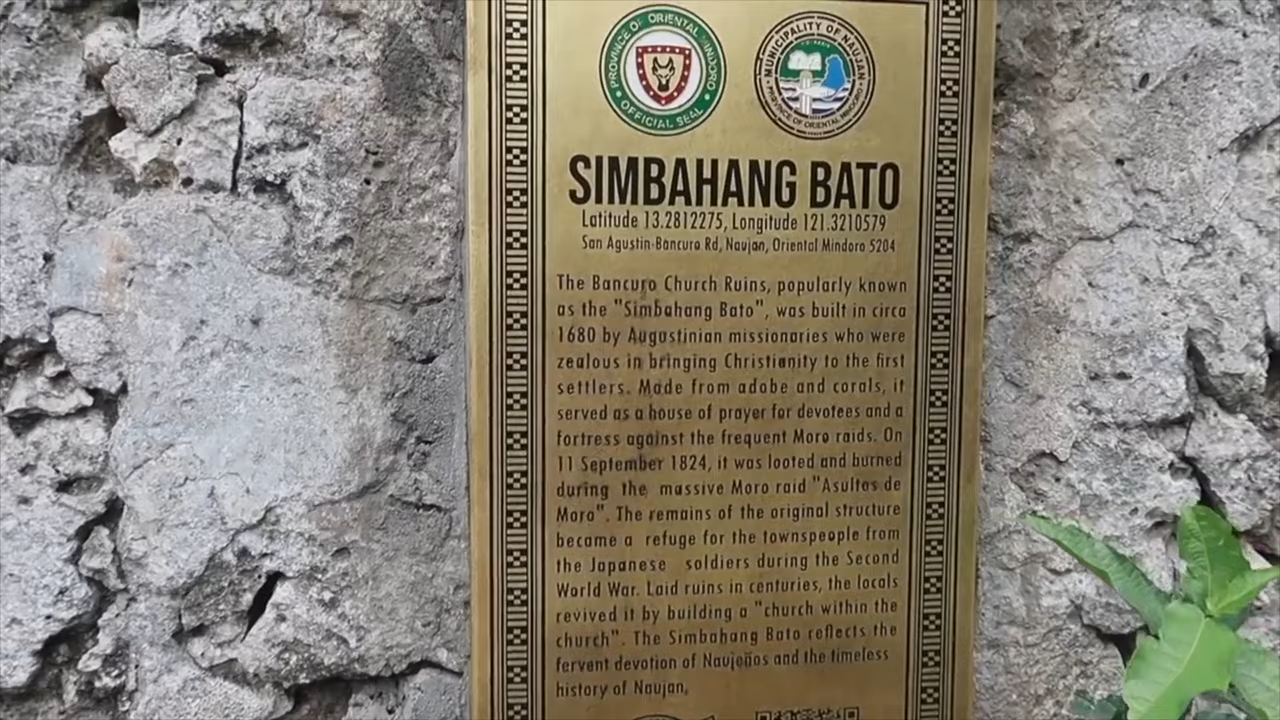 PROVINCE OF ORIENTAL MINDORO
OFFICIAL SEAL
MUNICIPALITY OF NAUJAN
PROVINCE OF ORIENTAL MINDORO
SIMBAHANG BATO
Latitude 13.2812275, Longitude 121.3210579
San Agustin-Bancuro Rd, Naujan, Oriental Mindoro 5204
The Bancuro Church Ruins, popularly known
as the "Simbahang Bato", was built in circa
1680 by Augustinian missionaries who were
zealous in bringing Christianity to the first
settlers. Made from adobe and corals, it
served as a house of prayer for devotees and a
fortress against the frequent Moro raids. On
11 September 1824, it was looted and burned
during the massive Moro raid "Asultos de
Moro". The remains of the original structure
became a refuge for the townspeople from
the Japanese soldiers during the Second
World War. Laid ruins in centuries, the locals
revived it by building a "church within the
church". The Simbahang Bato reflects the
fervent devotion of Naujeños and the timeless
history of Naujan.